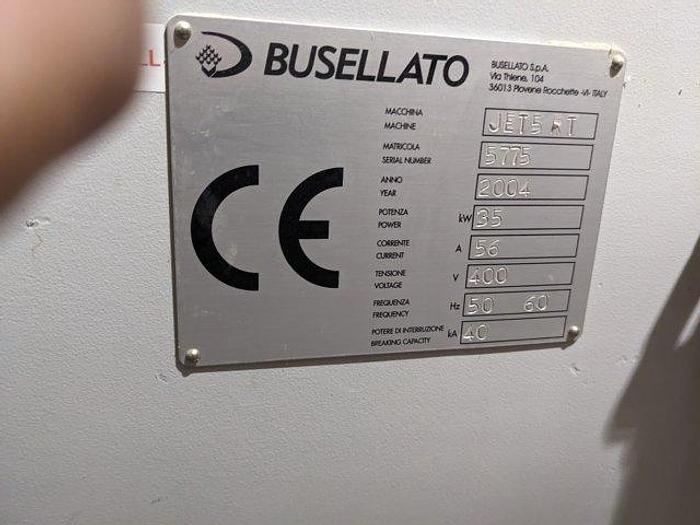 LL
BUSELLATO
BUSELLATO S.p.A.
Via Thiene, 104
36013 Piovene Rocchette -VI- ITALY
CE
MACCHINA
MACHINE
JET5 RT
MATRICOLA
SERIAL NUMBER
5775
ANNO
YEAR
2004
POTENZA
POWER
kW 35
CORRENTE
CURRENT
A 56
TENSIONE
VOLTAGE
V 400
FREQUENZA
FREQUENCY
Hz 50 60
POTERE DI INTERRUZIONE
BREAKING CAPACITY
kA 40